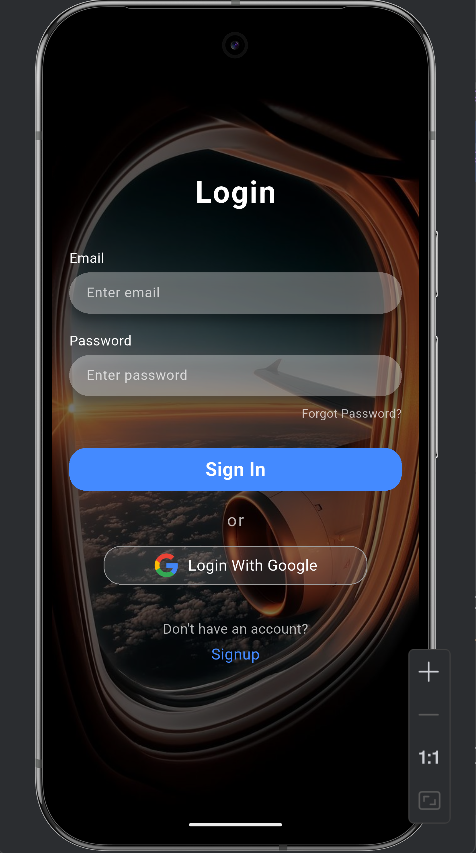 Login
Email
Enter email
Password
Enter password
Forgot Password?
Sign In
or
Login With Google
Don't have an account?
Signup
1:1